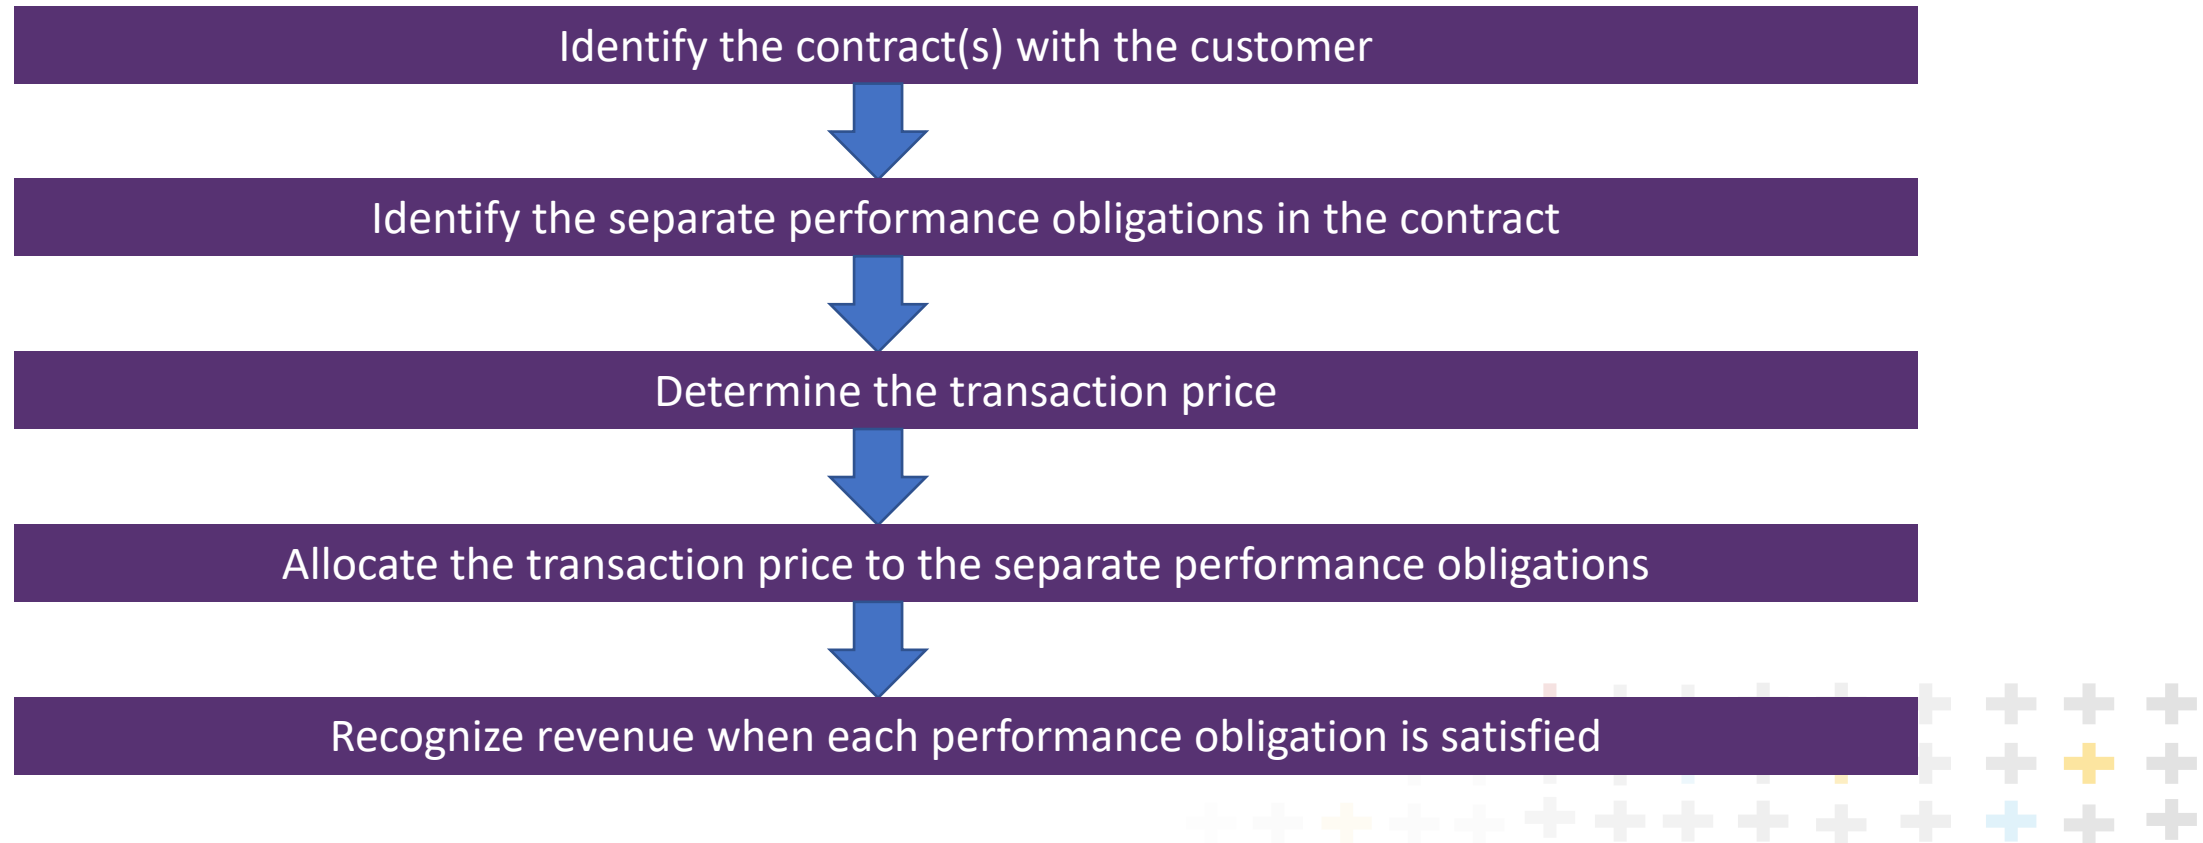 Identify the contract(s) with the customer
Identify the separate performance obligations in the contract
Determine the transaction price
Allocate the transaction price to the separate performance obligations
Recognize revenue when each performance obligation is satisfied